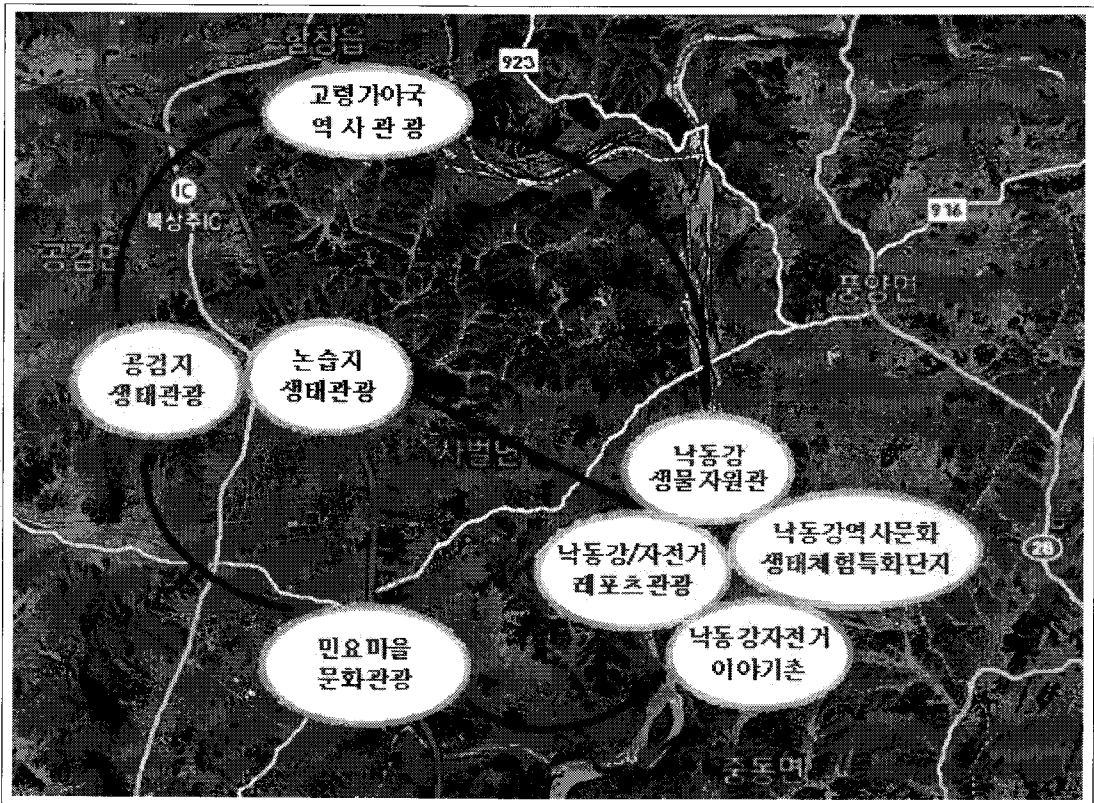 함창읍
923
고령가야국
역사관광
IC
북상주IC
916
공검면
풍양면
공검지
생태관광
논습지
생태관광
사벌면
낙동강
생물자원관
낙동강역사문화
생태체험특화단지
28
낙동강/자전거
레포츠관광
민요마을
문화관광
낙동강자전거
이야기촌
중동면